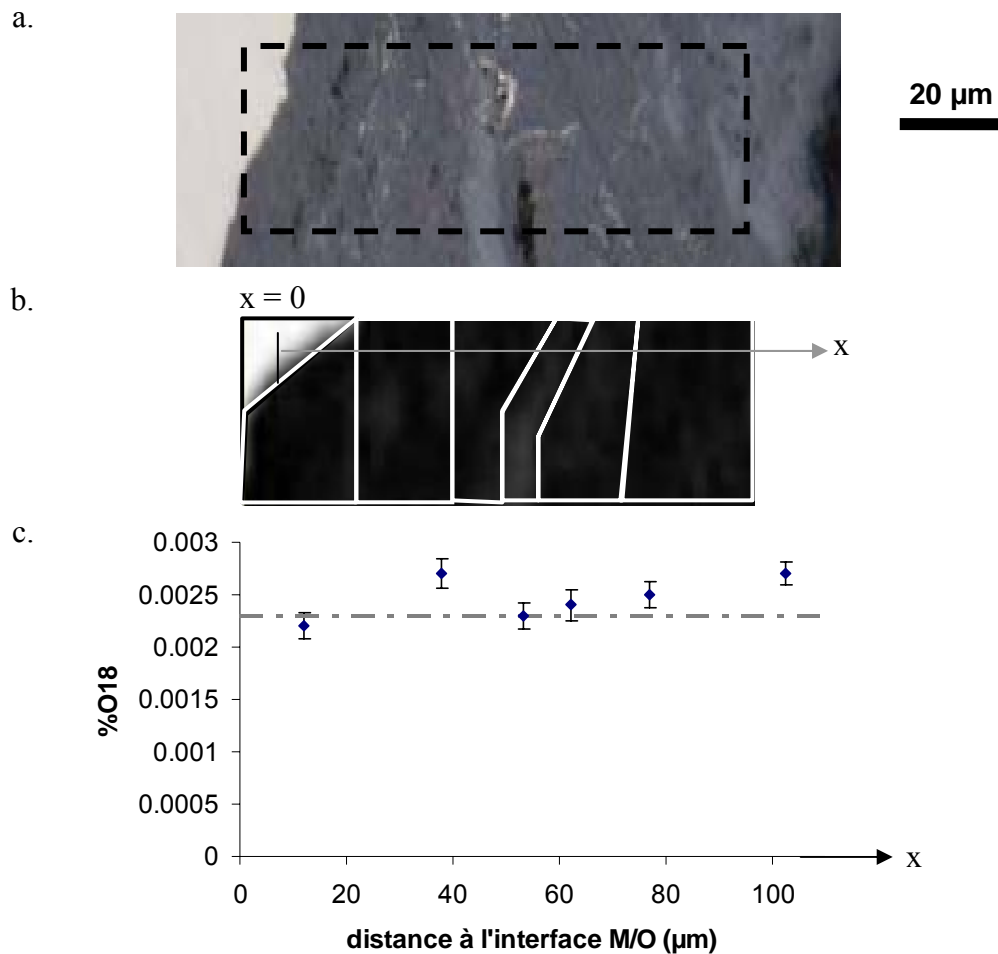 a.
20 µm
b.
x = 0
x
c.
%O18
0.003
0.0025
0.002
0.0015
0.001
0.0005
0
x
0 20 40 60 80 100
distance à l'interface M/O (µm)